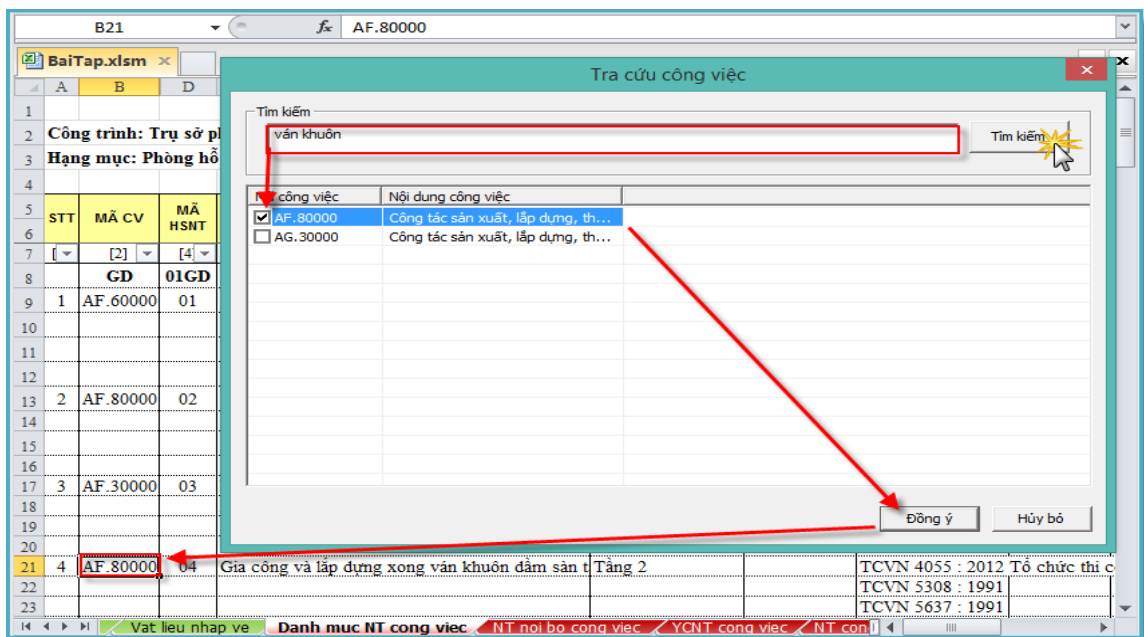 B21 fx AF.80000
BaiTap.xlsm
Tra cứu công việc
A B D
Tìm kiếm
ván khuôn Tìm kiếm
1
2 Công trình: Trụ sở
3 Hạng mục: Phòng hỗ
4
công việc Nội dung công việc
AF.80000 Công tác sản xuất, lắp dựng, th...
AG.30000 Công tác sản xuất, lắp dựng, th...
5 STT MÃ CV MÃ
6 HSNT
7 [2] [4]
8 GD 01GD
9 1 AF.60000 01
10
11
12
13 2 AF.80000 02
14
15
16
17 3 AF.30000 03
18
19
Đồng ý Hủy bỏ
20
21 4 AF.80000 04 Gia công và lắp dựng xong ván khuôn dầm sàn t Tầng 2 TCVN 4055 : 2012 Tổ chức thi c
22 TCVN 5308 : 1991
23 TCVN 5637 : 1991
Vat lieu nhap ve Danh muc NT cong viec NT noi bo cong viec YCNT cong viec NT con